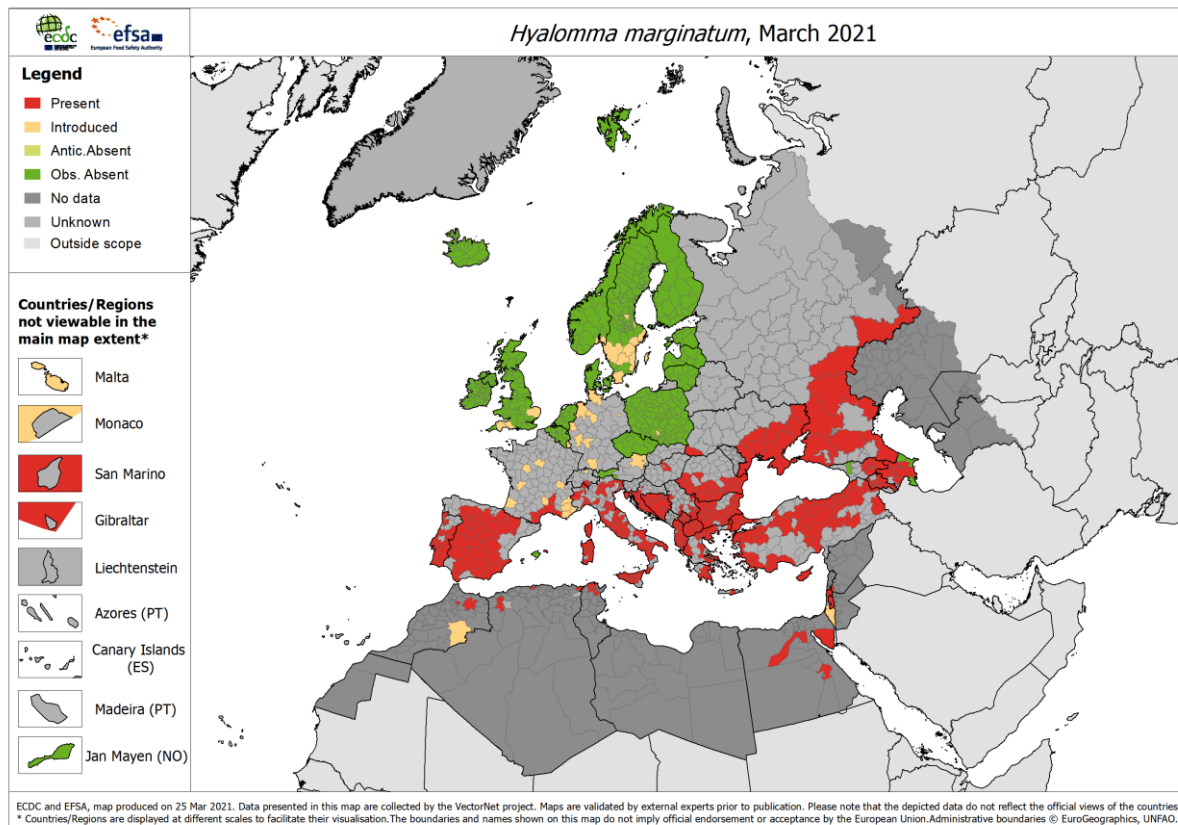 ecdc
efsa
European Food Safety Authority
Hyalomma marginatum, March 2021
Legend
Present
Introduced
Antic.Absent
Obs. Absent
No data
Unknown
Outside scope
Countries/Regions
not viewable in the
main map extent*
Malta
Monaco
San Marino
Gibraltar
Liechtenstein
Azores (PT)
Canary Islands
(ES)
Madeira (PT)
Jan Mayen (NO)
ECDC and EFSA, map produced on 25 Mar 2021. Data presented in this map are collected by the VectorNet project. Maps are validated by external experts prior to publication. Please note that the depicted data do not reflect the official views of the countries
* Countries/Regions are displayed at different scales to facilitate their visualisation.The boundaries and names shown on this map do not imply official endorsement or acceptance by the European Union.Administrative boundaries © EuroGeographics, UNFAO.